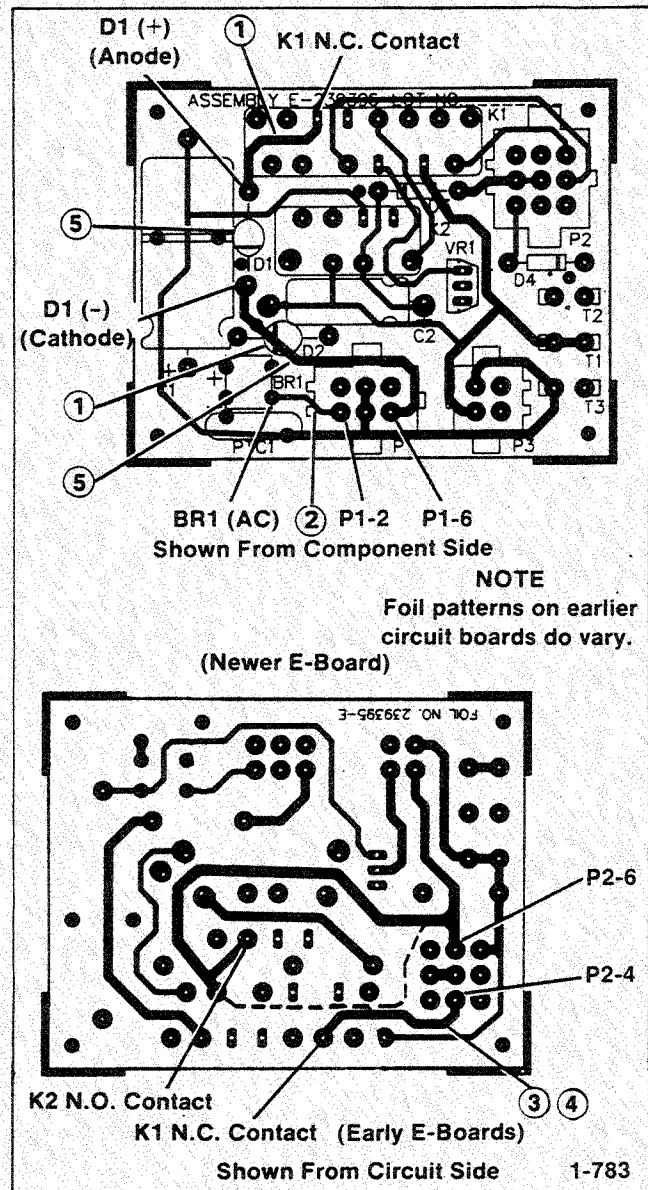 D1 (+)
(Anode)
1
K1 N.C. Contact
K1
5
K2
P2
D1
VR1
D4
D1 (-)
(Cathode)
T2
C2
D2
T1
1
BR1
T3
P3
5
BR1 (AC)
2
P1-2
P1-6
Shown From Component Side
NOTE
Foil patterns on earlier
circuit boards do vary.
(Newer E-Board)
FOIL NO. 239395-E
P2-6
P2-4
K2 N.O. Contact
3 4
K1 N.C. Contact (Early E-Boards)
Shown From Circuit Side 1-783